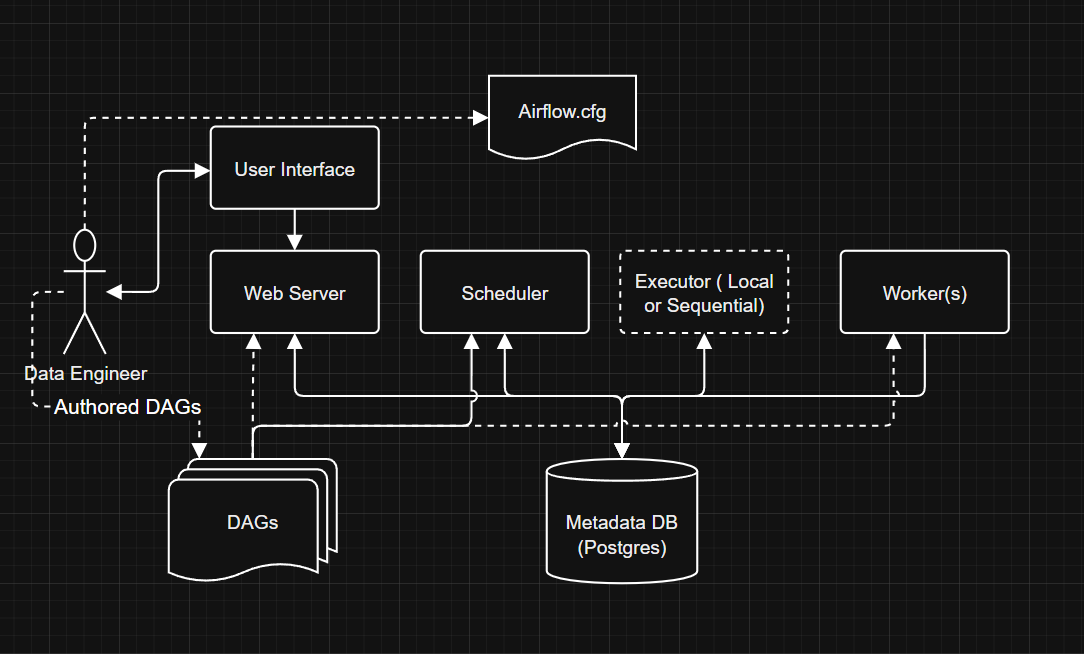 Airflow.cfg
User Interface
Web Server
Scheduler
Executor ( Local
or Sequential)
Worker(s)
Data Engineer
Authored DAGs
DAGs
Metadata DB
(Postgres)